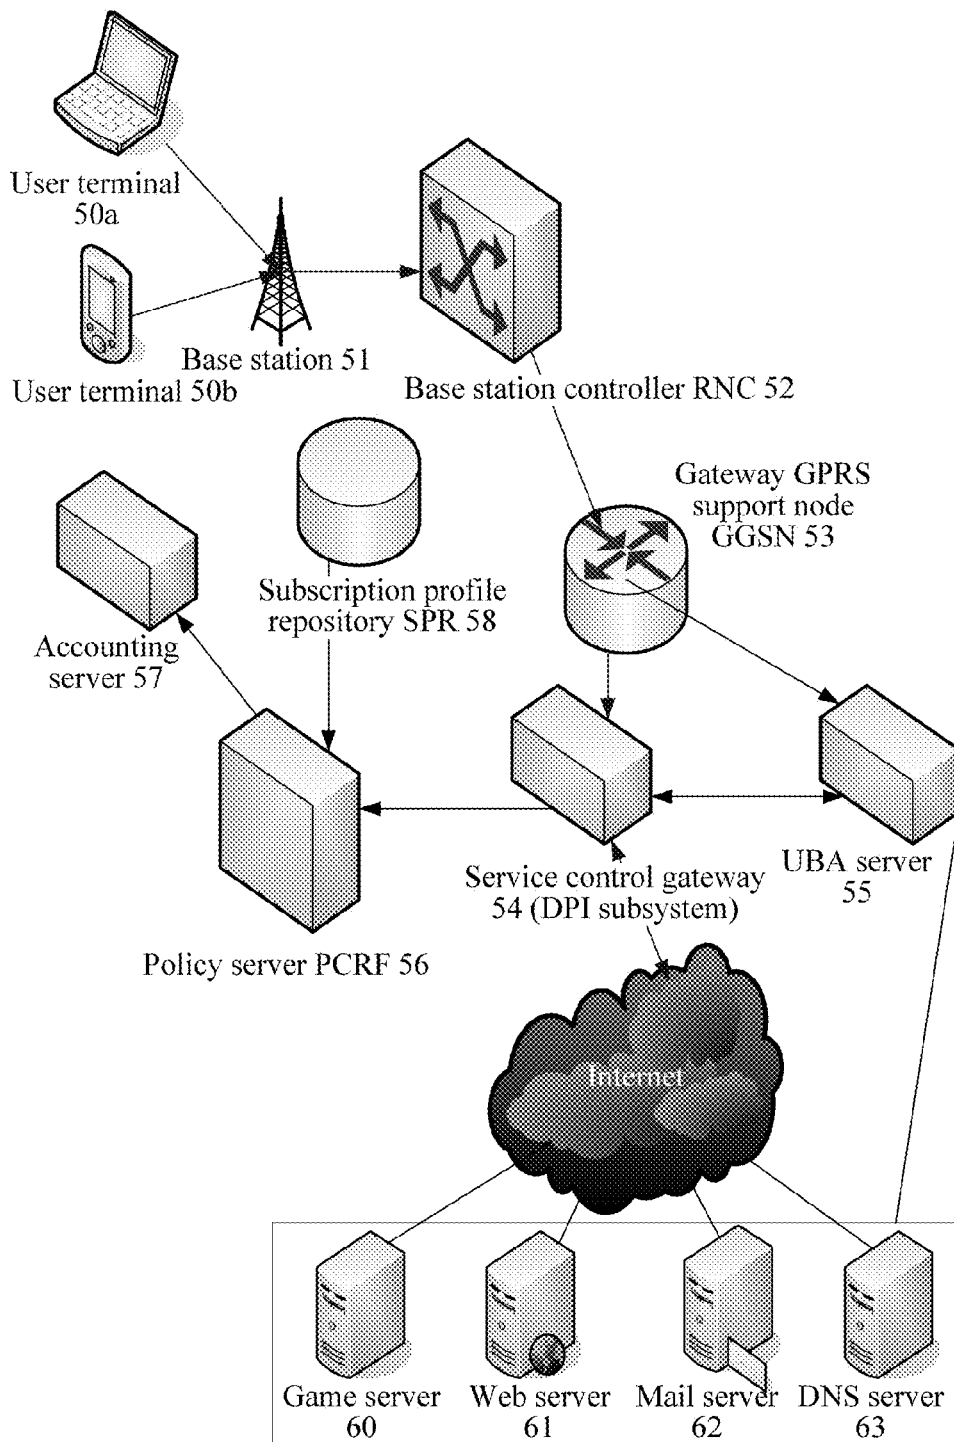 User terminal
50a
User terminal 50b
Base station 51
Base station controller RNC 52
Gateway GPRS
support node
GGSN 53
Subscription profile
repository SPR 58
Accounting
server 57
Policy server PCRF 56
Service control gateway
54 (DPI subsystem)
UBA server
55
Internet
Game server
60
Web server
61
Mail server
62
DNS server
63